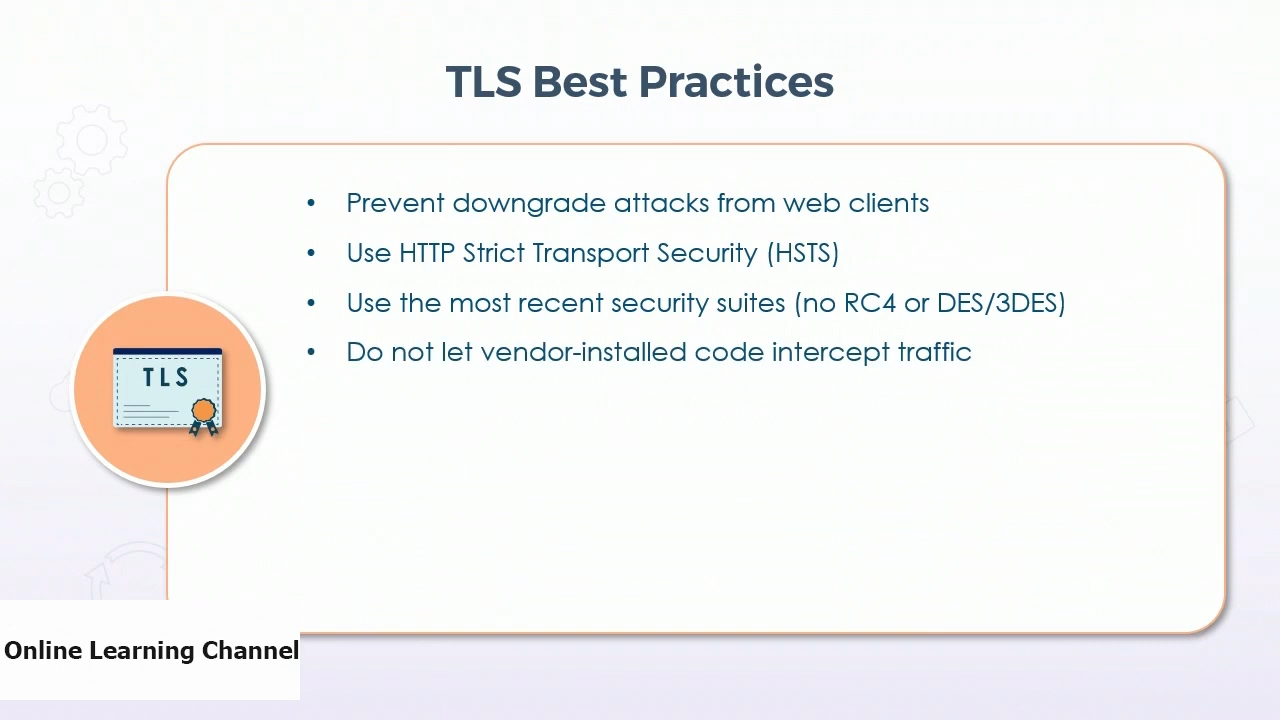 TLS Best Practices
• Prevent downgrade attacks from web clients
• Use HTTP Strict Transport Security (HSTS)
• Use the most recent security suites (no RC4 or DES/3DES)
• Do not let vendor-installed code intercept traffic
TLS
Online Learning Channel